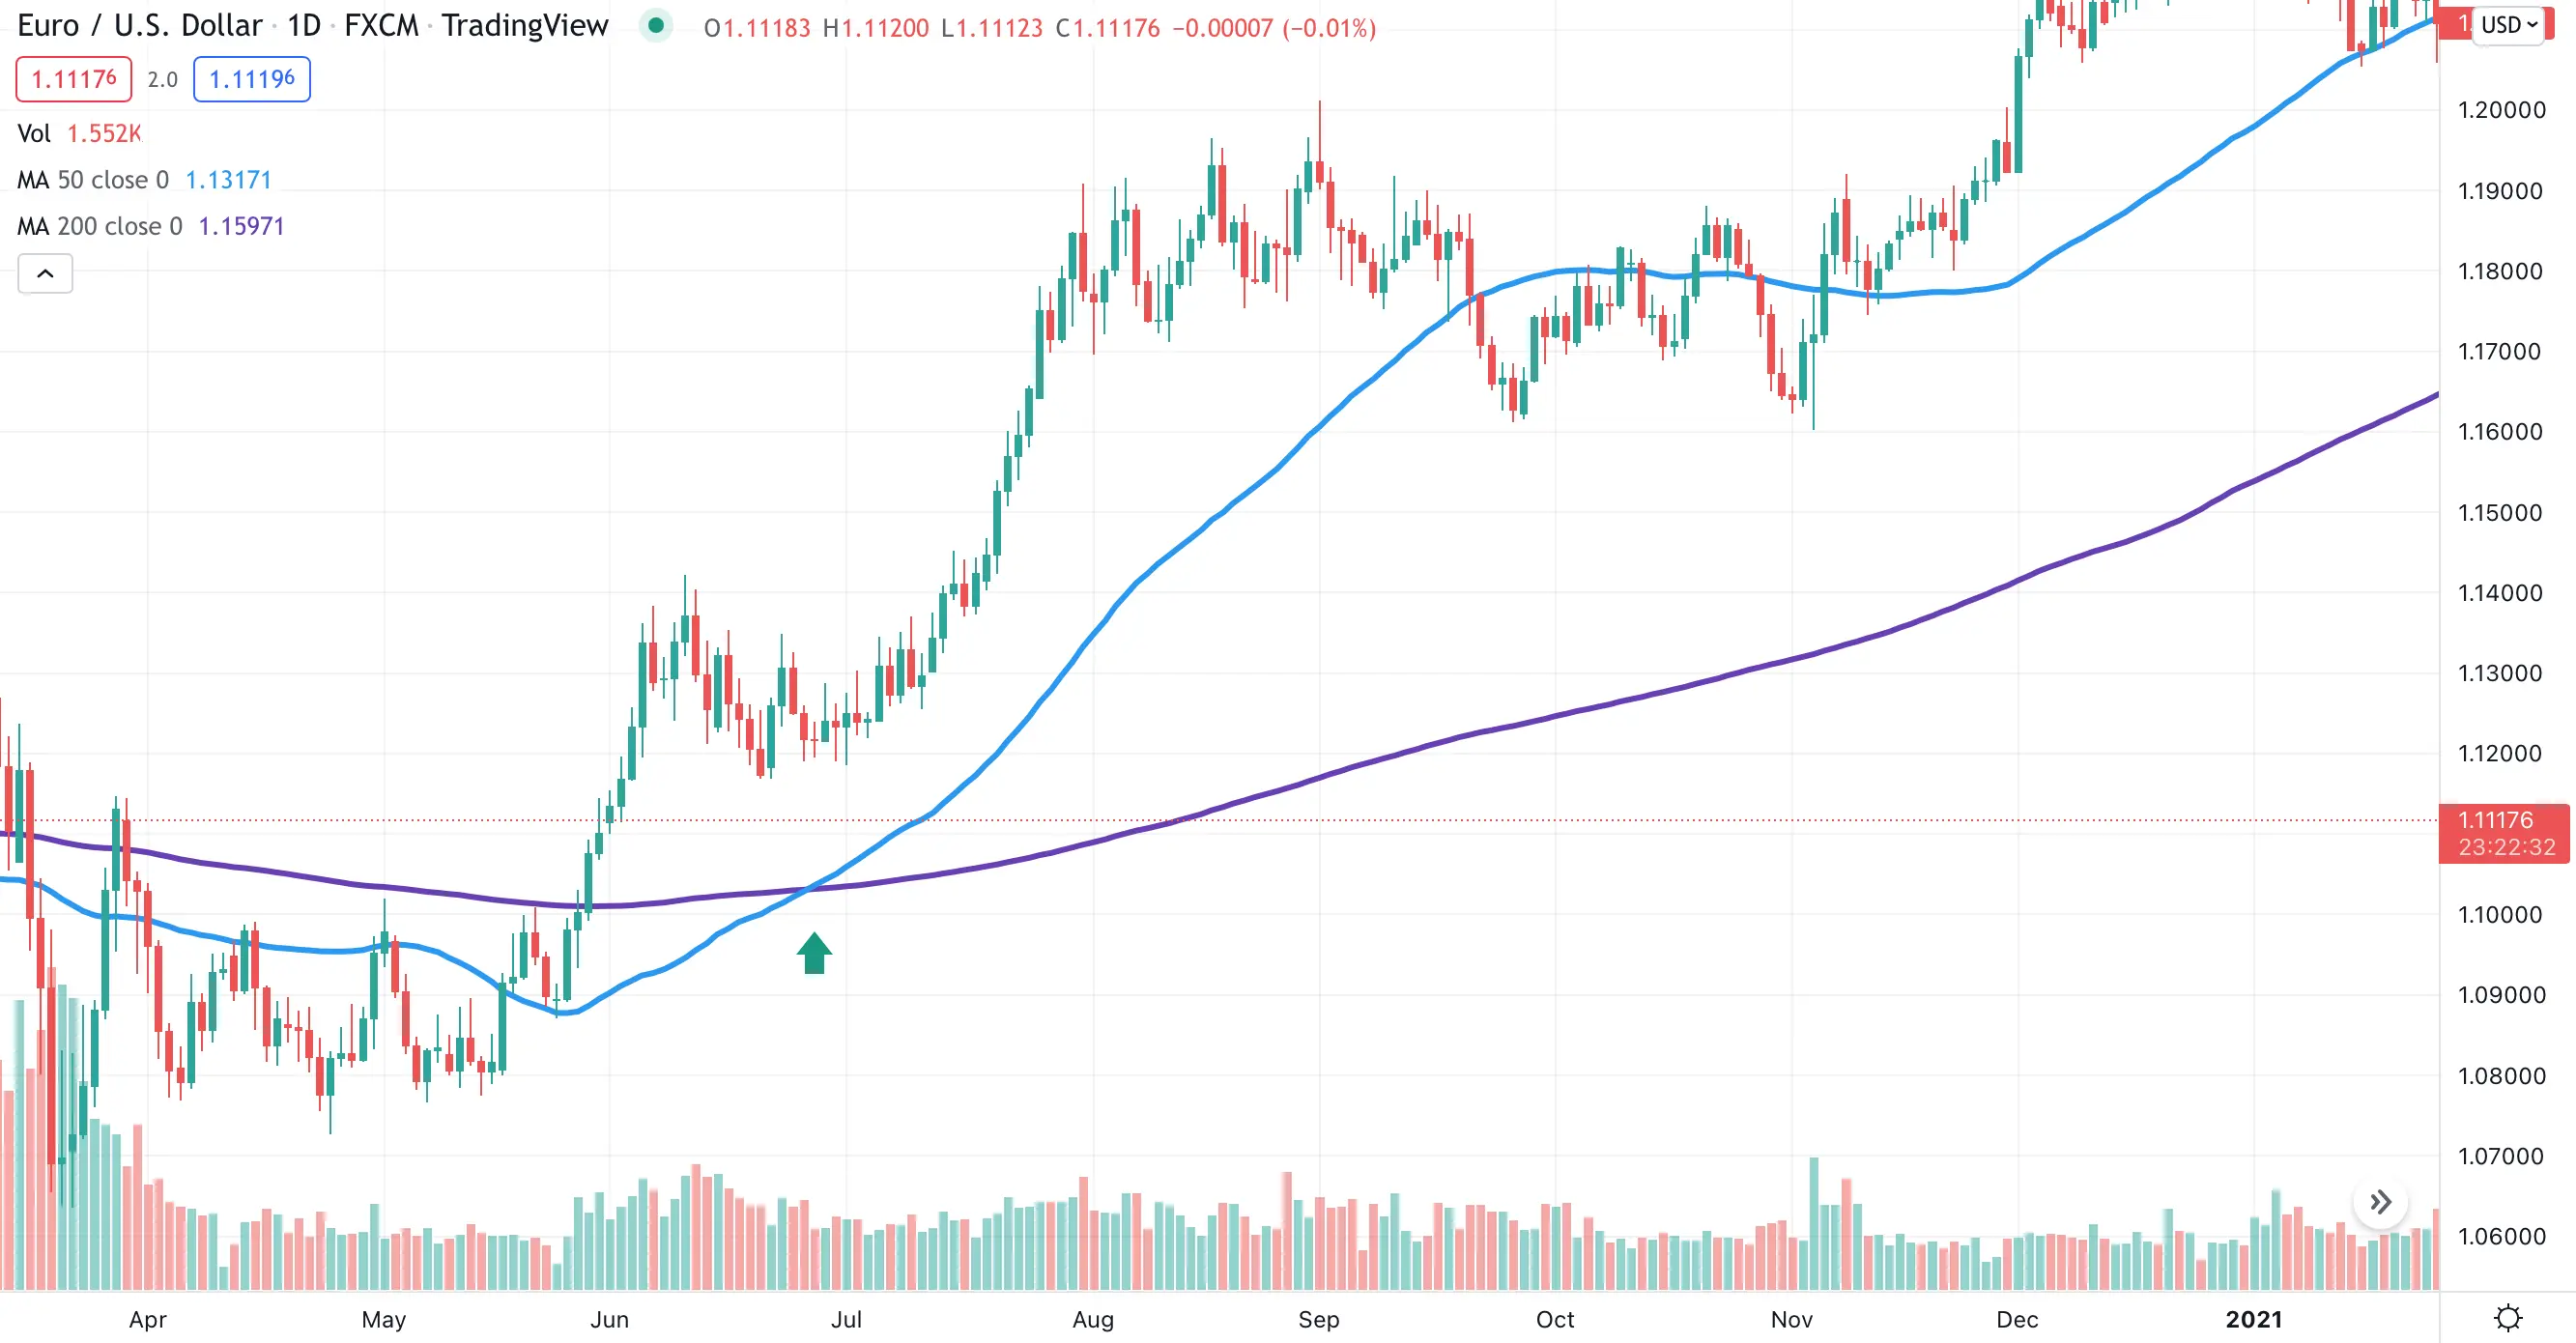 Euro / U.S. Dollar · 1D · FXCM · TradingView O1.11183 H1.11200 L1.11123 C1.11176 −0.00007 (−0.01%)
1.11176 2.0 1.11196
Vol 1.552K
MA 50 close 0 1.13171
MA 200 close 0 1.15971
1. USD
1.20000
1.19000
1.18000
1.17000
1.16000
1.15000
1.14000
1.13000
1.12000
1.11176
23:22:32
1.10000
1.09000
1.08000
1.07000
1.06000
Apr May Jun Jul Aug Sep Oct Nov Dec 2021